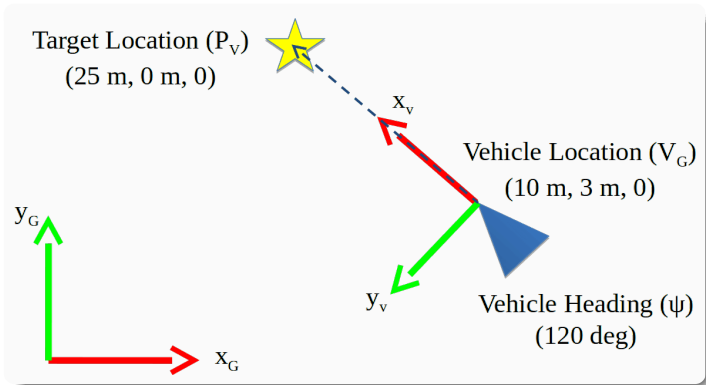 Target Location (P_V)
(25 m, 0 m, 0)
x_v
Vehicle Location (V_G)
(10 m, 3 m, 0)
y_G
y_v
Vehicle Heading (ψ)
(120 deg)
x_G